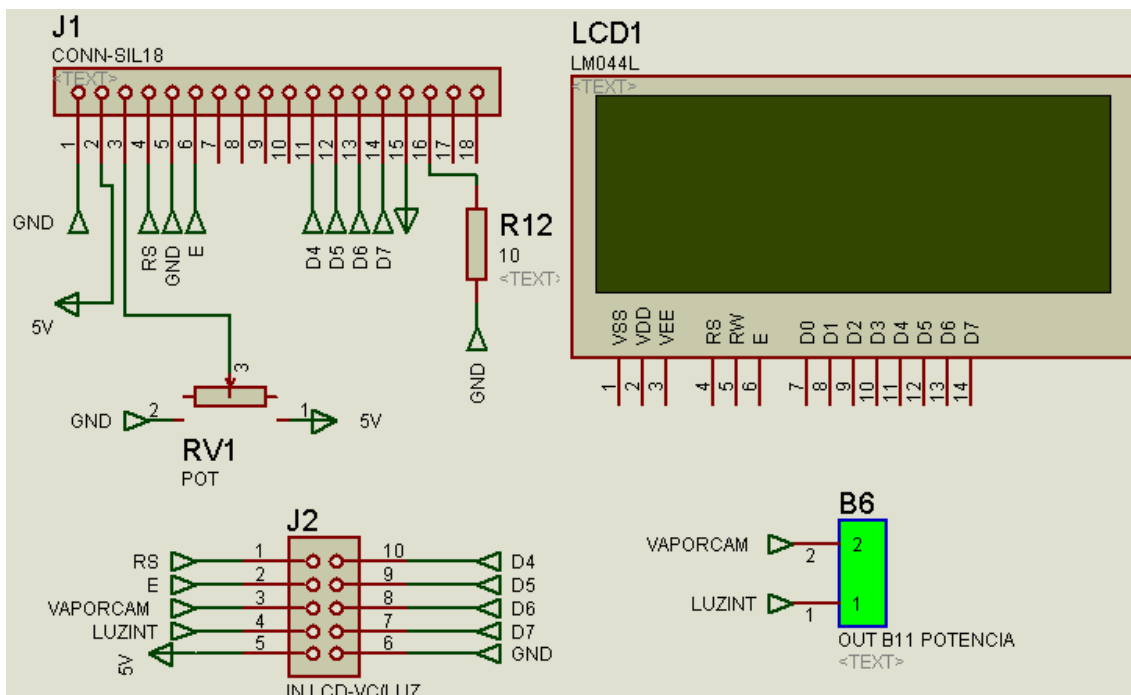 J1
CONN-SIL18
<TEXT>
1 2 3 4 5 6 7 8 9 10 11 12 13 14 15 16 17 18
GND
RS
GND
E
D4
D5
D6
D7
R12
10
<TEXT>
GND
5V
3
GND
2
1
5V
RV1
POT
LCD1
LM044L
<TEXT>
VSS VDD VEE RS RW E D0 D1 D2 D3 D4 D5 D6 D7
1 2 3 4 5 6 7 8 9 10 11 12 13 14
J2
RS 1 10 D4
E 2 9 D5
VAPORCAM 3 8 D6
LUZINT 4 7 D7
5V 5 6 GND
IN LCD-VC/LUZ
B6
VAPORCAM 2 2
LUZINT 1 1
OUT B11 POTENCIA
<TEXT>